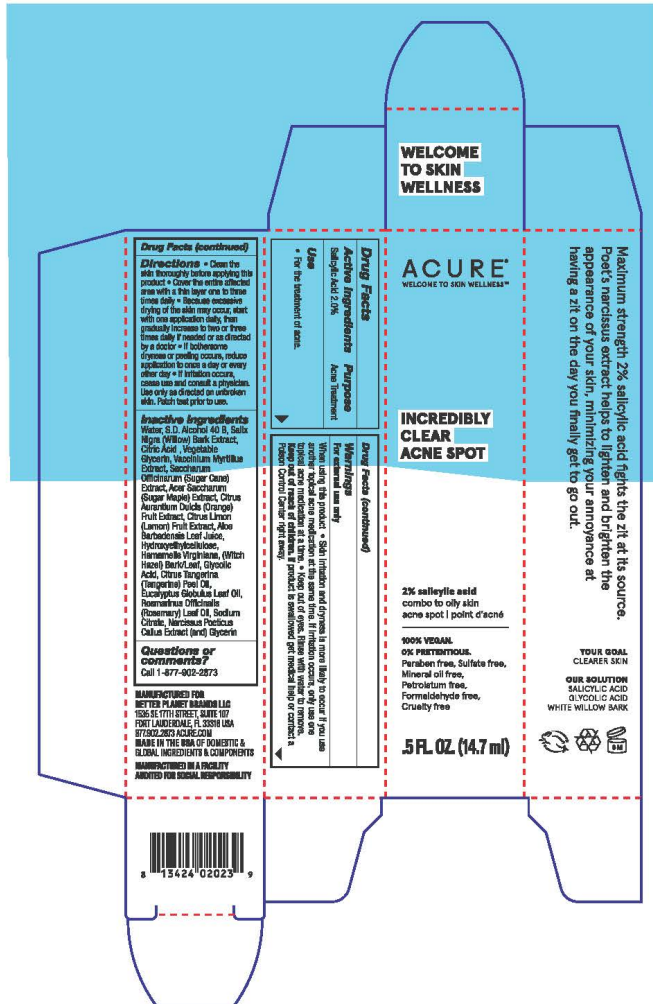 WELCOME
TO SKIN
WELLNESS
ACURE®
WELCOME TO SKIN WELLNESS™
INCREDIBLY
CLEAR
ACNE SPOT
2% salicylic acid
combo to oily skin
acne spot | point d'acné
100% VEGAN.
0% PRETENTIOUS.
Paraben free, Sulfate free,
Mineral oil free,
Petrolatum free,
Formaldehyde free,
Cruelty free
.5 FL. OZ. (14.7 ml)
Maximum strength 2% salicylic acid fights the zit at its source.
Poet's narcissus extract helps to lighten and brighten the
appearance of your skin, minimizing your annoyance at
having a zit on the day you finally get to go out.
YOUR GOAL
CLEARER SKIN
OUR SOLUTION
SALICYLIC ACID
GLYCOLIC ACID
WHITE WILLOW BARK
6M
Drug Facts
Active Ingredients Purpose
Salicylic Acid 2.0% Acne Treatment
Use
• For the treatment of acne.
Drug Facts (continued)
Warnings
For external use only
When using this product • Skin irritation and dryness is more likely to occur if you use
another topical acne medication at the same time. If irritation occurs, only use one
topical acne medication at a time. • Keep out of eyes. Rinse with water to remove.
Keep out of reach of children. If product is swallowed get medical help or contact a
Poison Control Center right away.
Drug Facts (continued)
Directions • Clean the
skin thoroughly before applying this
product • Cover the entire affected
area with a thin layer one to three
times daily • Because excessive
drying of the skin may occur, start
with one application daily, then
gradually increase to two or three
times daily if needed or as directed
by a doctor • If bothersome
dryness or peeling occurs, reduce
application to once a day or every
other day • If irritation occurs,
cease use and consult a physician.
Use only as directed on unbroken
skin. Patch test prior to use.
Inactive Ingredients
Water, S.D. Alcohol 40 B, Salix
Nigra (Willow) Bark Extract,
Citric Acid , Vegetable
Glycerin, Vaccinium Myrtillus
Extract, Saccharum
Officinarum (Sugar Cane)
Extract, Acer Saccharum
(Sugar Maple) Extract, Citrus
Aurantium Dulcis (Orange)
Fruit Extract, Citrus Limon
(Lemon) Fruit Extract, Aloe
Barbadensis Leaf Juice,
Hydroxyethylcellulose,
Hamamelis Virginiana, (Witch
Hazel) Bark/Leaf, Glycolic
Acid, Citrus Tangerina
(Tangerine) Peel Oil,
Eucalyptus Globulus Leaf Oil,
Rosmarinus Officinalis
(Rosemary) Leaf Oil, Sodium
Citrate, Narcissus Poeticus
Callus Extract (and) Glycerin
Questions or
comments?
Call 1-877-902-2873
MANUFACTURED FOR
BETTER PLANET BRANDS LLC
1535 SE 17TH STREET, SUITE 107
FORT LAUDERDALE, FL 33316 USA
877.902.2873 ACURE.COM
MADE IN THE USA OF DOMESTIC &
GLOBAL INGREDIENTS & COMPONENTS
MANUFACTURED IN A FACILITY
AUDITED FOR SOCIAL RESPONSIBILITY
8 13424 02023 9